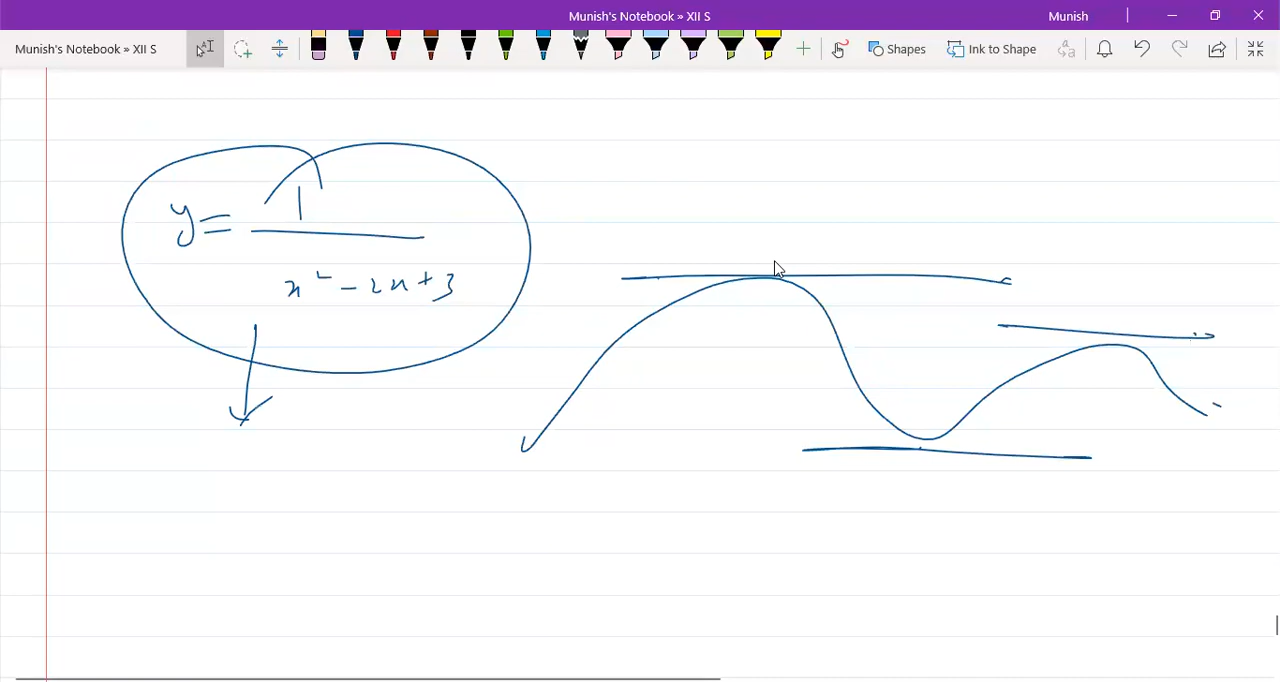 Munish's Notebook » XII S
Munish
Munish's Notebook » XII S
Shapes
Ink to Shape
y = 1
x² - 2x + 3